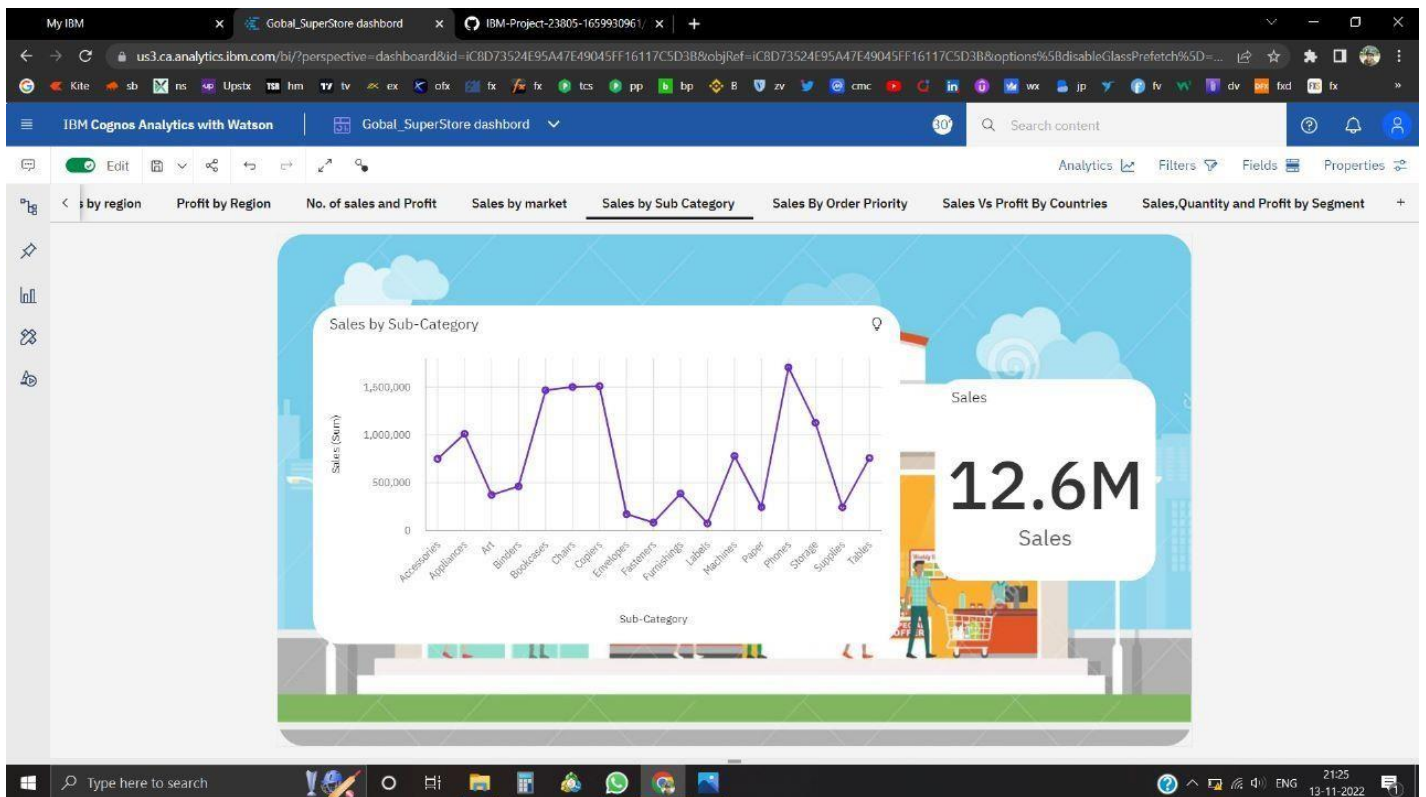 My IBM
Gobal_SuperStore dashbord
IBM-Project-23805-1659930961/
us3.ca.analytics.ibm.com/bi/?perspective=dashboard&id=iC8D73524E95A47E49045FF16117C5D3B&objRef=iC8D73524E95A47E49045FF16117C5D3B&options%5BdisableGlassPrefetch%5D=...
Kite sb ns Upstx hm tv ex ofx fx fx tcs pp bp B zv cmc in wx jp fv dv fxd fx »
IBM Cognos Analytics with Watson
Gobal_SuperStore dashbord
30+
Search content
Edit
Analytics Filters Fields Properties
s by region Profit by Region No. of sales and Profit Sales by market Sales by Sub Category Sales By Order Priority Sales Vs Profit By Countries Sales,Quantity and Profit by Segment +
Sales by Sub-Category
1,500,000
1,000,000
500,000
0
Sales (Sum)
Accessories Appliances Art Binders Bookcases Chairs Copiers Envelopes Fasteners Furnishings Labels Machines Paper Phones Storage Supplies Tables
Sub-Category
Sales
12.6M
Sales
Type here to search
ENG
21:25
13-11-2022